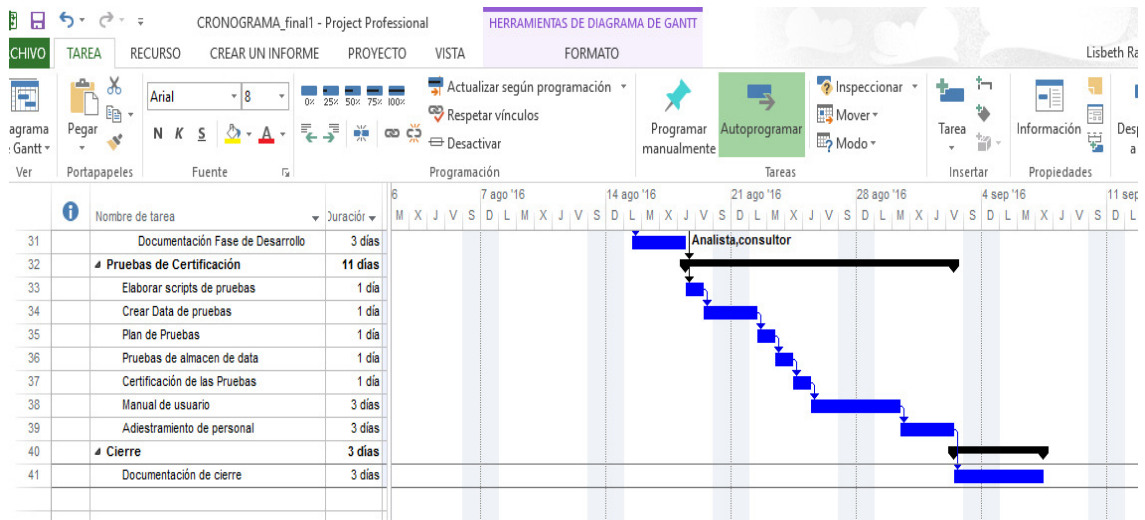 CRONOGRAMA_final1 - Project Professional
HERRAMIENTAS DE DIAGRAMA DE GANTT
CHIVO TAREA RECURSO CREAR UN INFORME PROYECTO VISTA FORMATO Lisbeth Ra
Arial 8
0% 25% 50% 75% 100%
Actualizar según programación
Inspeccionar
Respetar vínculos
Mover
Desactivar
Modo
agrama
Gantt
Pegar
N K S A
Programar
manualmente
Autoprogramar
Tarea
Información
Desp
a
Ver Portapapeles Fuente Programación Tareas Insertar Propiedades
6 7 ago '16 14 ago '16 21 ago '16 28 ago '16 4 sep '16 11 sep
Nombre de tarea Duración M X J V S D L M X J V S D L M X J V S D L M X J V S D L M X J V S D L M X J V S D L
31 Documentación Fase de Desarrollo 3 días Analista,consultor
32 Pruebas de Certificación 11 días
33 Elaborar scripts de pruebas 1 día
34 Crear Data de pruebas 1 día
35 Plan de Pruebas 1 día
36 Pruebas de almacen de data 1 día
37 Certificación de las Pruebas 1 día
38 Manual de usuario 3 días
39 Adiestramiento de personal 3 días
40 Cierre 3 días
41 Documentación de cierre 3 días